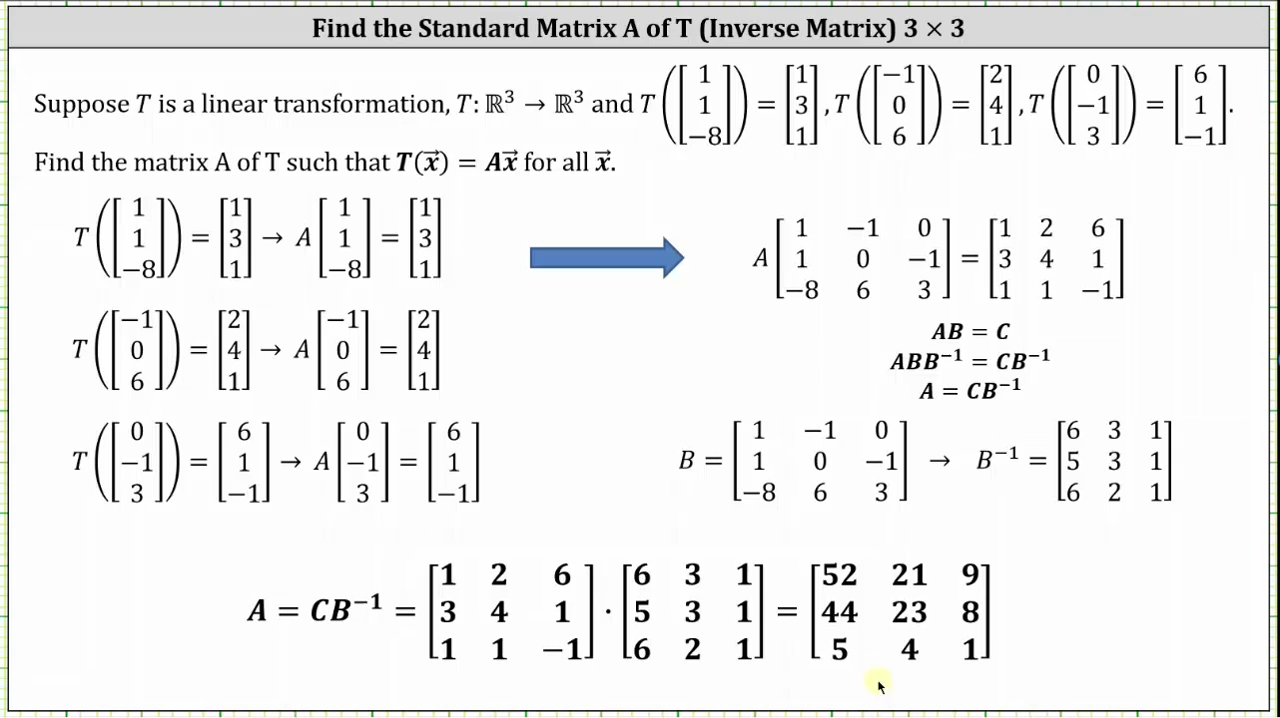 Find the Standard Matrix A of T (Inverse Matrix) 3 × 3
Suppose T is a linear transformation, T: ℝ³ → ℝ³ and T([1; 1; −8]) = [1; 3; 1], T([−1; 0; 6]) = [2; 4; 1], T([0; −1; 3]) = [6; 1; −1].
Find the matrix A of T such that T(x⃗) = Ax⃗ for all x⃗.
T([1; 1; −8]) = [1; 3; 1] → A[1; 1; −8] = [1; 3; 1]
T([−1; 0; 6]) = [2; 4; 1] → A[−1; 0; 6] = [2; 4; 1]
T([0; −1; 3]) = [6; 1; −1] → A[0; −1; 3] = [6; 1; −1]
A[1 −1 0; 1 0 −1; −8 6 3] = [1 2 6; 3 4 1; 1 1 −1]
AB = C
ABB⁻¹ = CB⁻¹
A = CB⁻¹
B = [1 −1 0; 1 0 −1; −8 6 3] → B⁻¹ = [6 3 1; 5 3 1; 6 2 1]
A = CB⁻¹ = [1 2 6; 3 4 1; 1 1 −1] · [6 3 1; 5 3 1; 6 2 1] = [52 21 9; 44 23 8; 5 4 1]